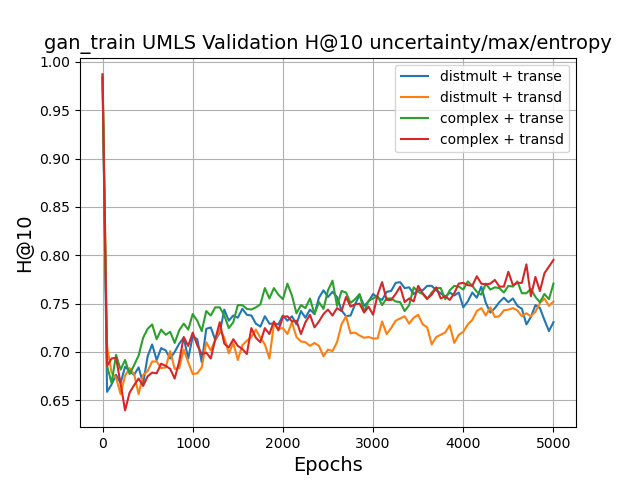 gan_train UMLS Validation H@10 uncertainty/max/entropy
1.00
0.95
0.90
0.85
0.80
0.75
0.70
0.65
H@10
distmult + transe
distmult + transd
complex + transe
complex + transd
0 1000 2000 3000 4000 5000
Epochs